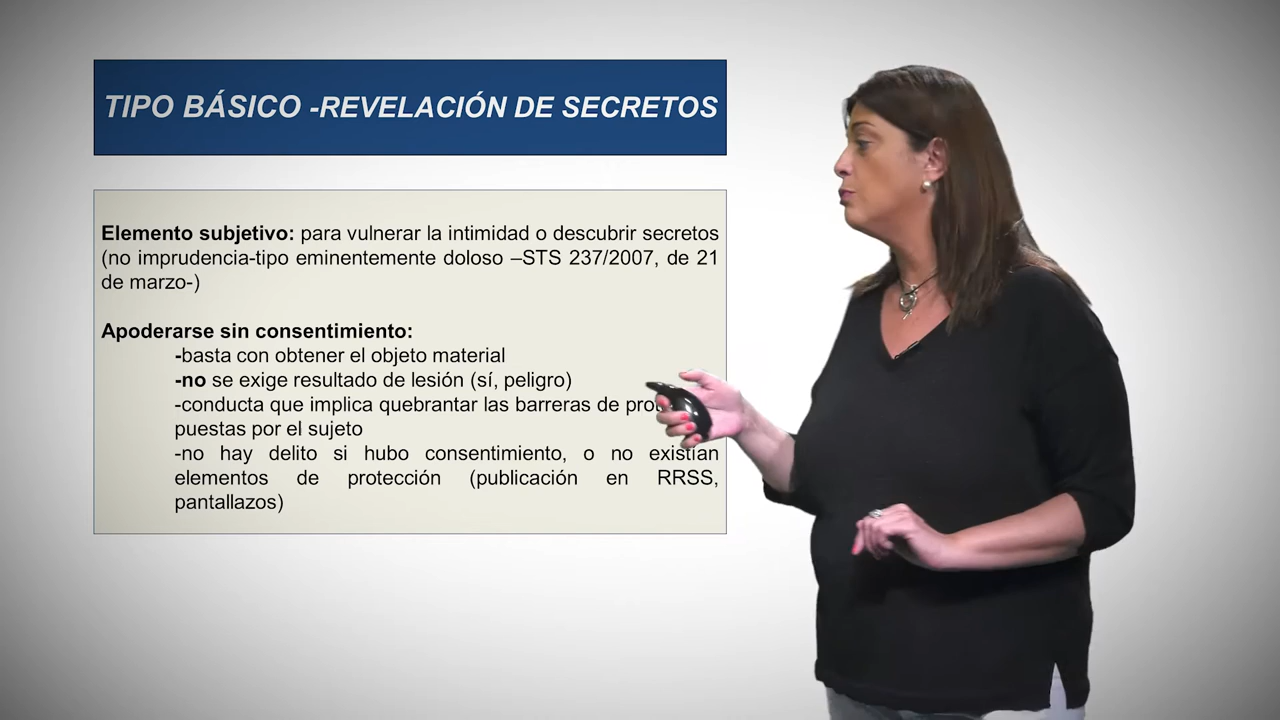 TIPO BÁSICO -REVELACIÓN DE SECRETOS
Elemento subjetivo: para vulnerar la intimidad o descubrir secretos
(no imprudencia-tipo eminentemente doloso –STS 237/2007, de 21
de marzo-)
Apoderarse sin consentimiento:
-basta con obtener el objeto material
-no se exige resultado de lesión (sí, peligro)
-conducta que implica quebrantar las barreras de
puestas por el sujeto
-no hay delito si hubo consentimiento, o no existían
elementos de protección (publicación en RRSS,
pantallazos)